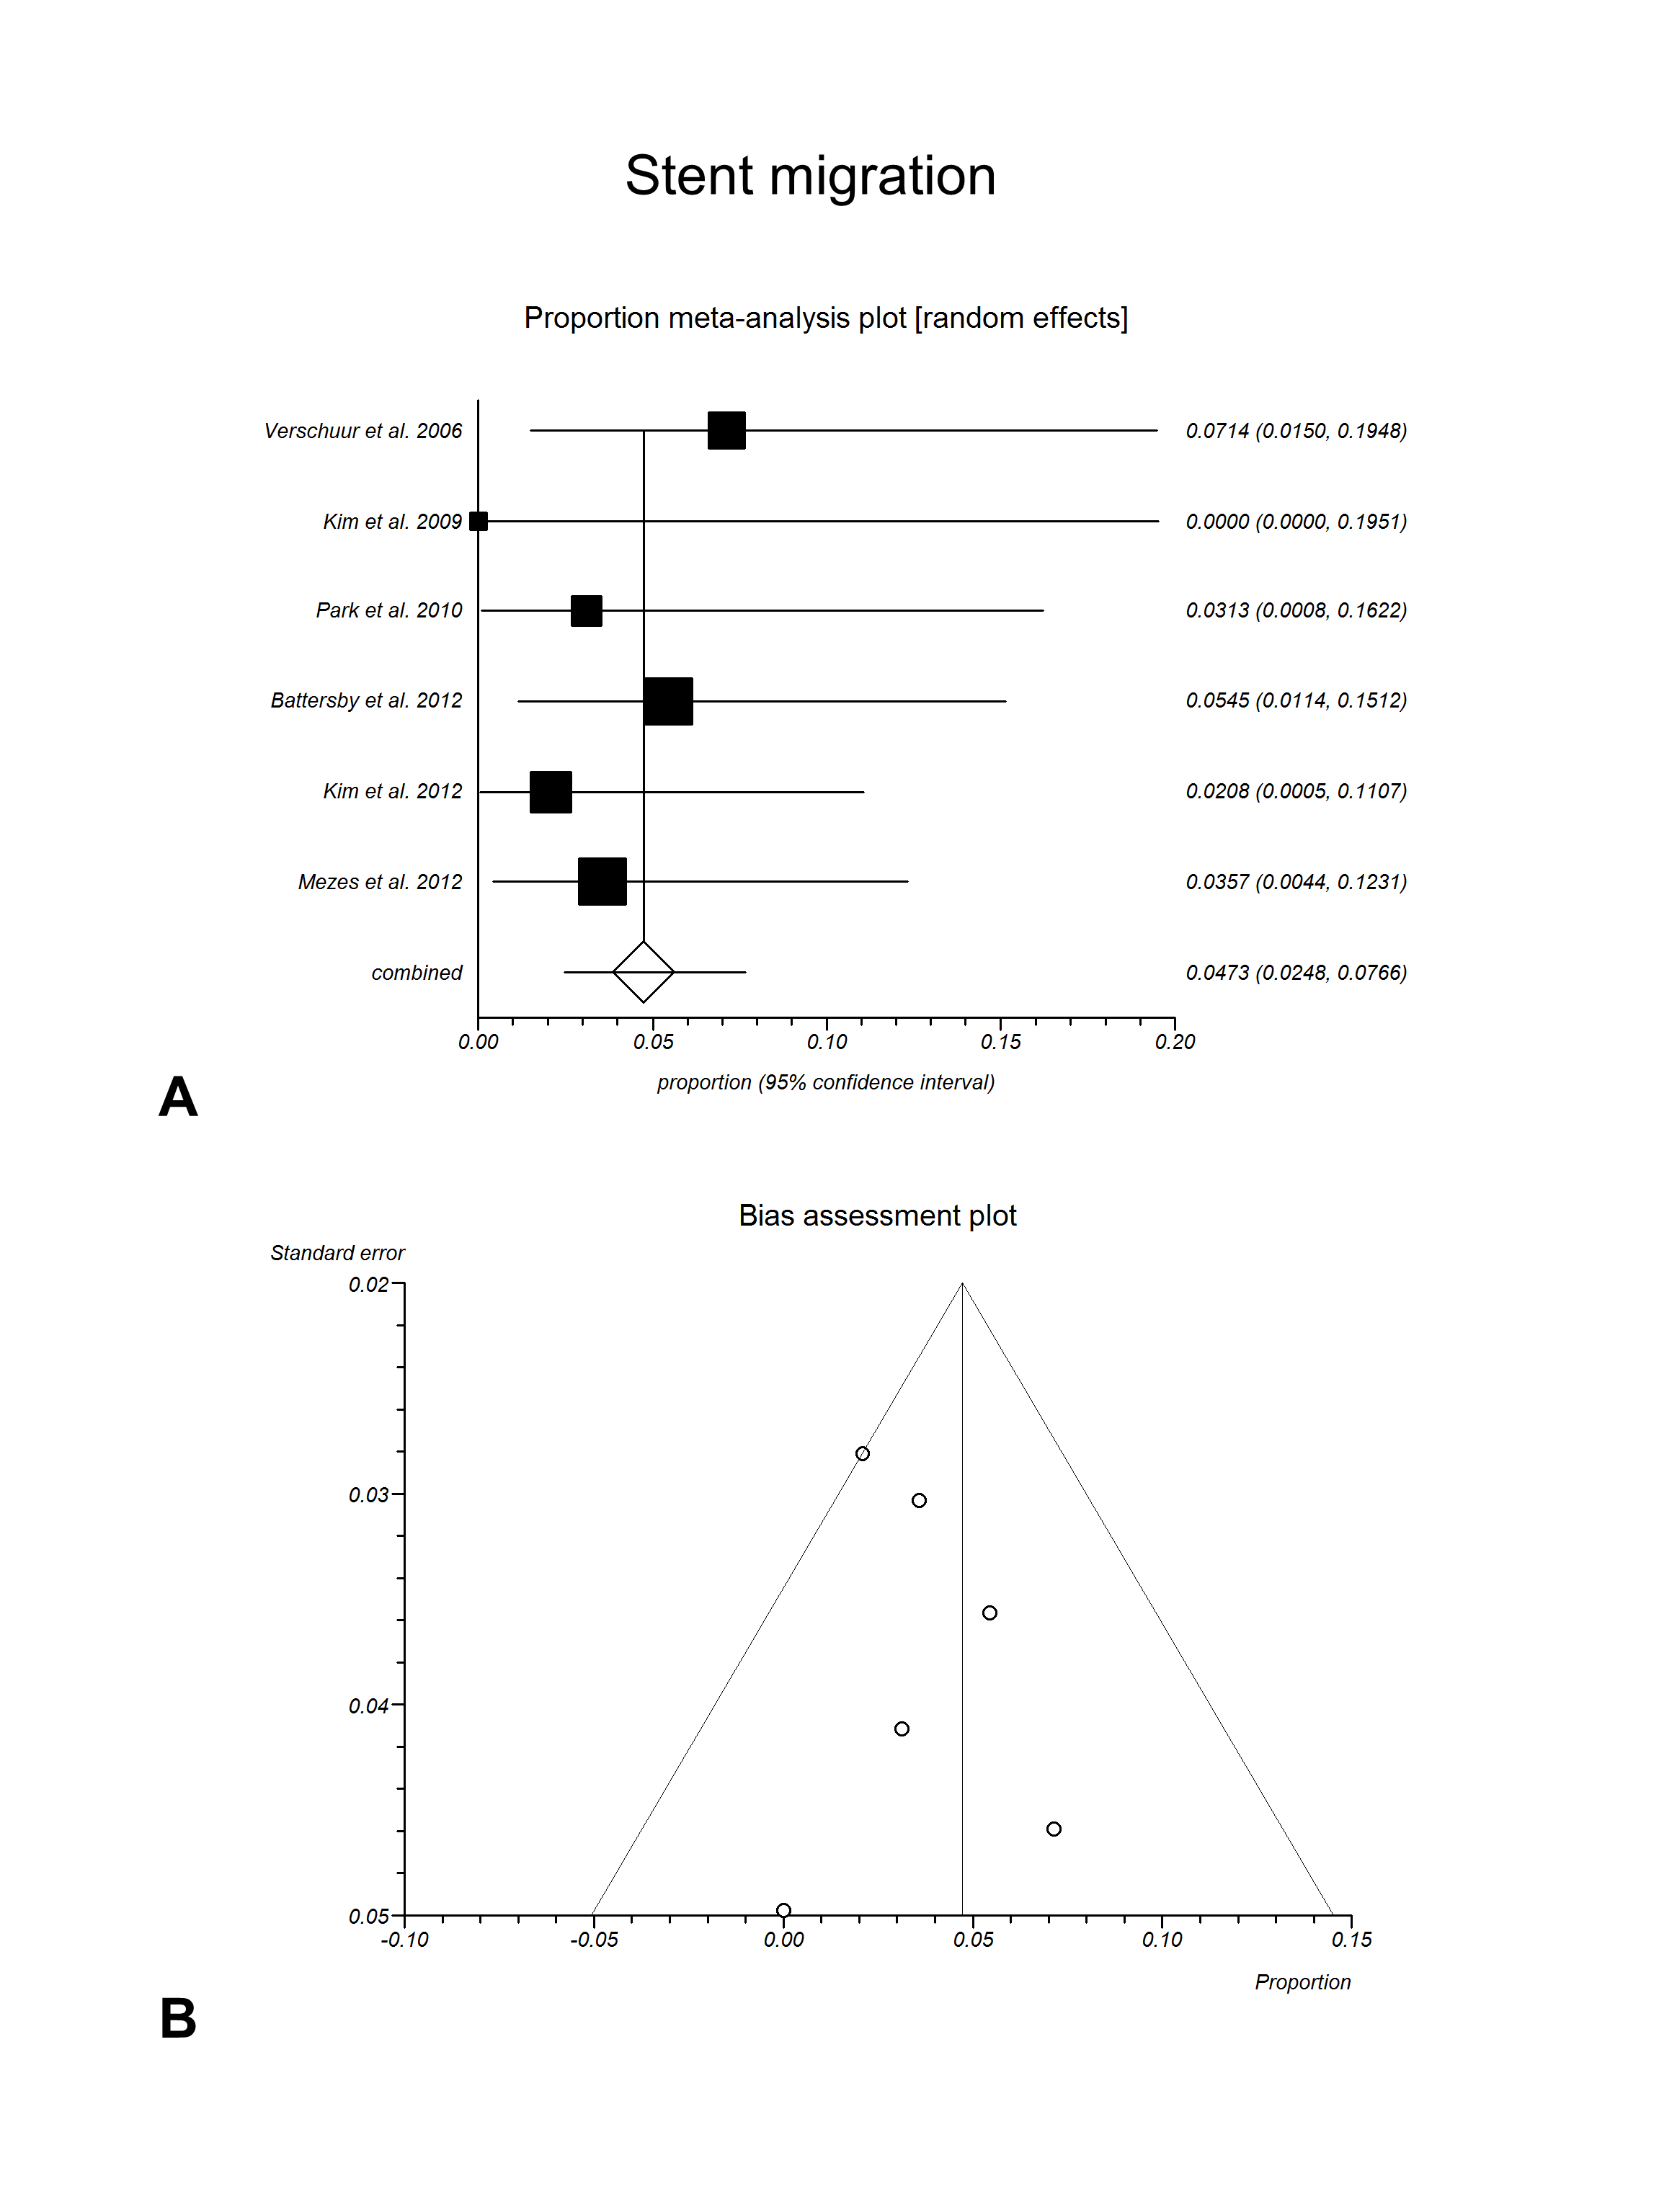 Stent migration
Proportion meta-analysis plot [random effects]
Verschuur et al. 2006 0.0714 (0.0150, 0.1948)
Kim et al. 2009 0.0000 (0.0000, 0.1951)
Park et al. 2010 0.0313 (0.0008, 0.1622)
Battersby et al. 2012 0.0545 (0.0114, 0.1512)
Kim et al. 2012 0.0208 (0.0005, 0.1107)
Mezes et al. 2012 0.0357 (0.0044, 0.1231)
combined 0.0473 (0.0248, 0.0766)
0.00 0.05 0.10 0.15 0.20
proportion (95% confidence interval)
A
Bias assessment plot
Standard error
0.02
0.03
0.04
0.05
-0.10 -0.05 0.00 0.05 0.10 0.15
Proportion
B